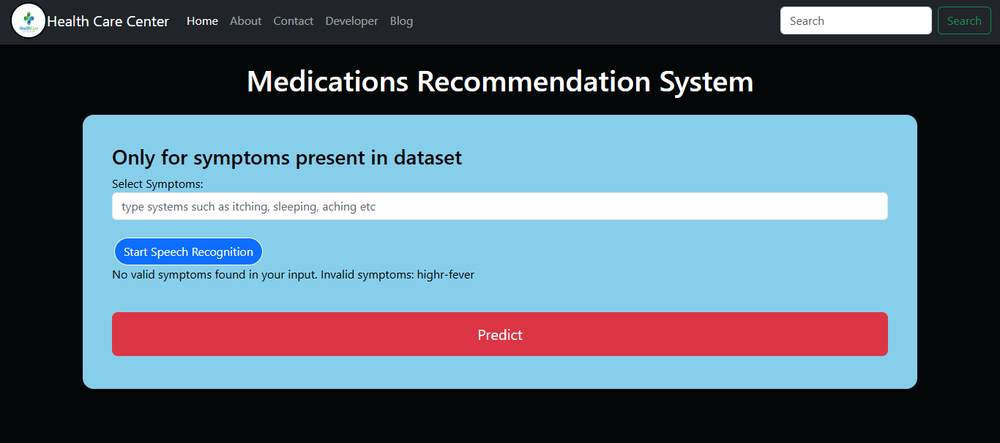 HealthCare
Health Care Center Home About Contact Developer Blog Search Search
Medications Recommendation System
Only for symptoms present in dataset
Select Symptoms:
type systems such as itching, sleeping, aching etc
Start Speech Recognition
No valid symptoms found in your input. Invalid symptoms: highr-fever
Predict